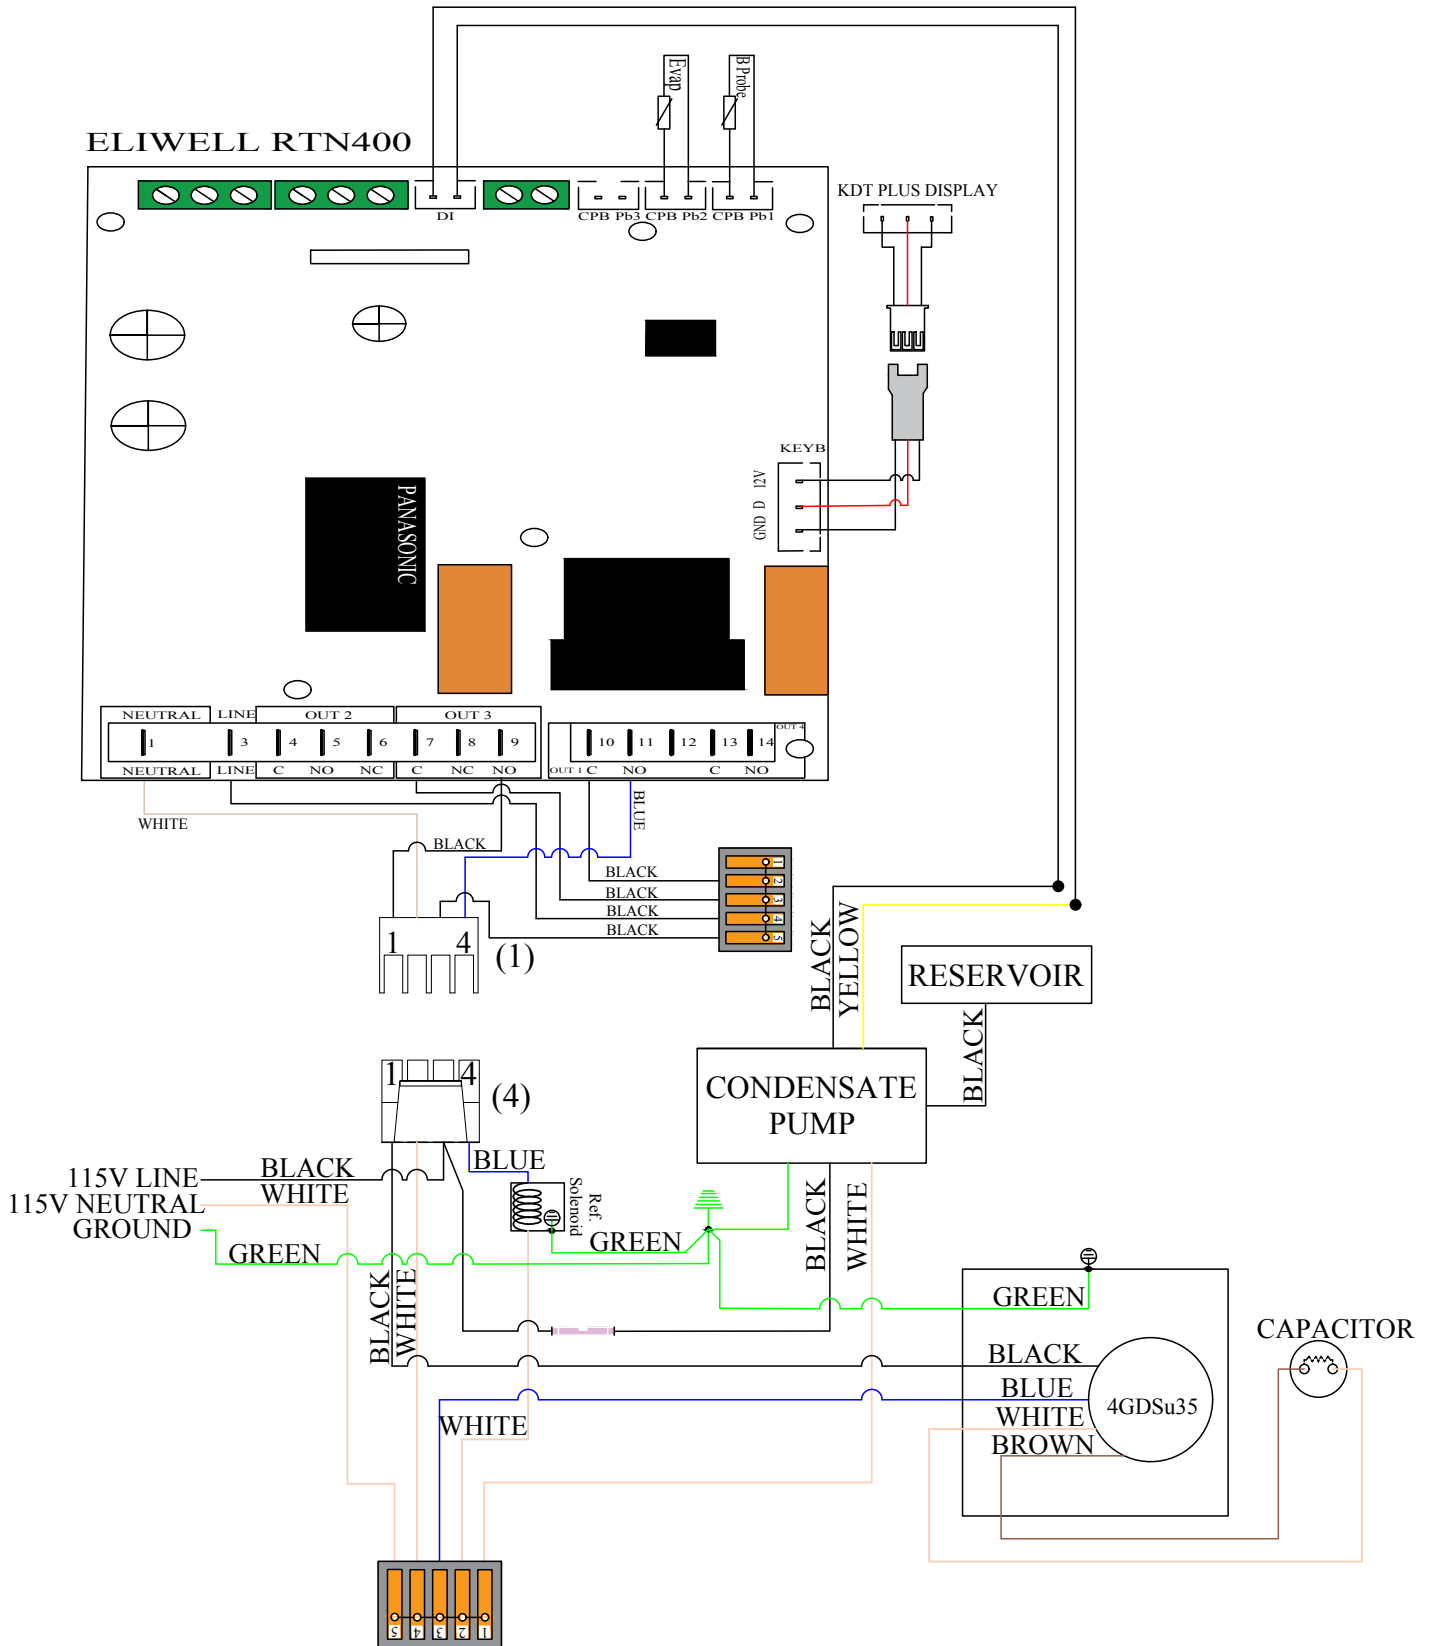 Evap
B Probe
ELIWELL RTN400
KDT PLUS DISPLAY
DI
CPB Pb3
CPB Pb2
CPB Pb1
KEYB
12V
D
GND
PANASONIC
NEUTRAL LINE OUT 2 OUT 3
OUT 4
1 3 4 5 6 7 8 9 10 11 12 13 14
NEUTRAL LINE C NO NC C NC NO OUT 1 C NO C NO
WHITE
BLUE
BLACK
BLACK
BLACK
BLACK
BLACK
1
2
3
4
5
1 4
(1)
BLACK
YELLOW
RESERVOIR
BLACK
1 4
(4)
CONDENSATE
PUMP
115V LINE
BLACK
BLUE
115V NEUTRAL
WHITE
GROUND
GREEN
Ref.
Solenoid
GREEN
BLACK
WHITE
BLACK
WHITE
GREEN
CAPACITOR
BLACK
BLUE
WHITE
BROWN
4GDSu35
WHITE
5 4 3 2 1